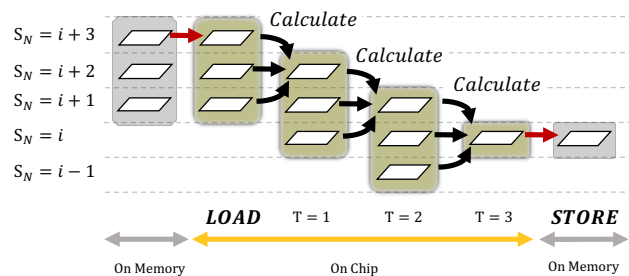 Calculate
S_N = i + 3
Calculate
S_N = i + 2
Calculate
S_N = i + 1
S_N = i
S_N = i − 1
LOAD T = 1 T = 2 T = 3 STORE
On Memory On Chip On Memory